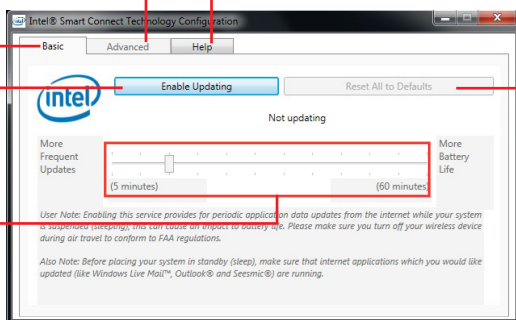 Intel® Smart Connect Technology Configuration
Basic
Advanced
Help
intel
Enable Updating
Reset All to Defaults
Not updating
More
Frequent
Updates
More
Battery
Life
(5 minutes)
(60 minutes)
User Note: Enabling this service provides for periodic application data updates from the internet while your system
is suspended (sleeping), this can cause an impact to battery life. Please make sure you turn off your wireless device
during air travel to conform to FAA regulations.
Also Note: Before placing your system in standby (sleep), make sure that internet applications which you would like
updated (like Windows Live Mail™, Outlook® and Seesmic®) are running.